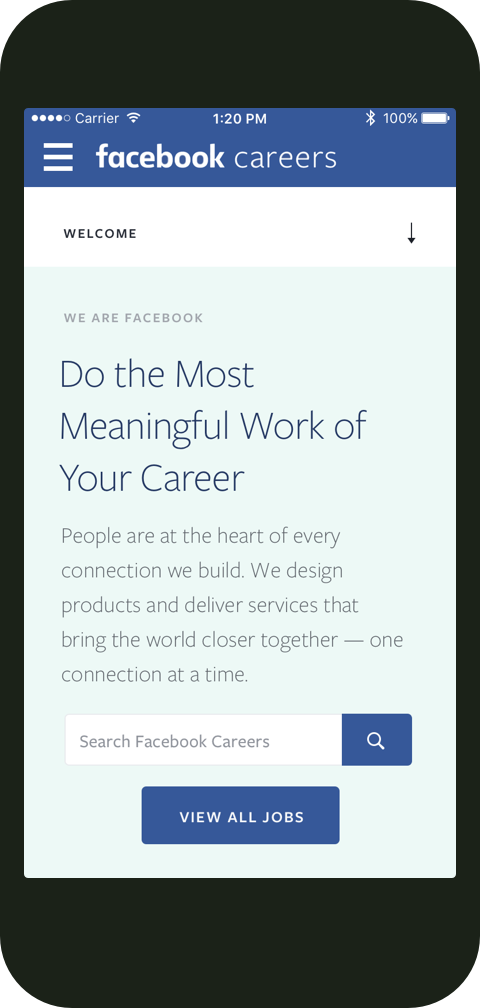 Carrier 1:20 PM 100%
facebook careers
WELCOME
WE ARE FACEBOOK
Do the Most
Meaningful Work of
Your Career
People are at the heart of every
connection we build. We design
products and deliver services that
bring the world closer together — one
connection at a time.
Search Facebook Careers
VIEW ALL JOBS